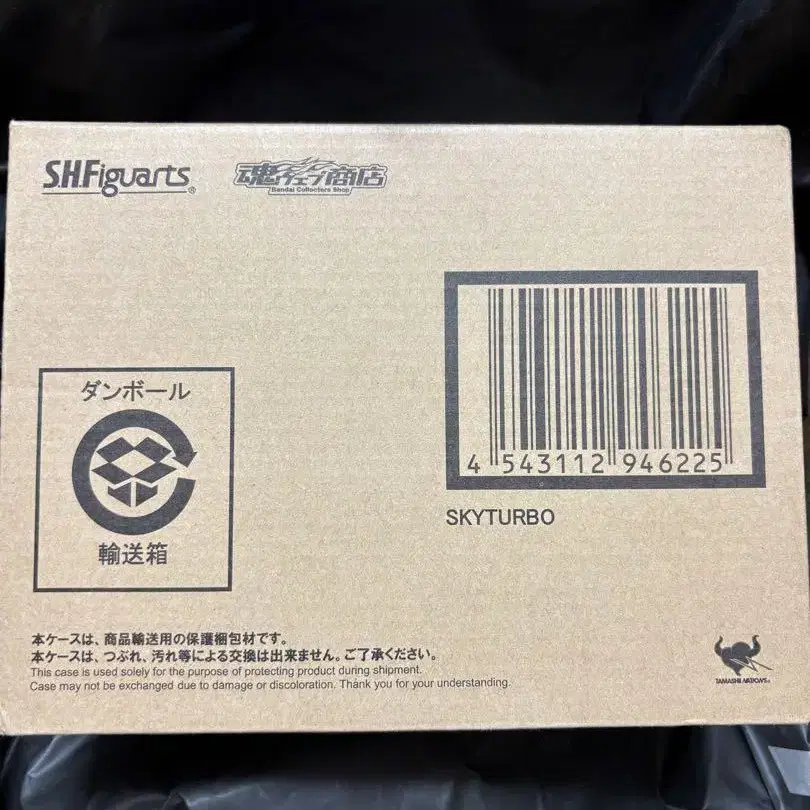 S.H.Figuarts®
魂ウェブ商店
Bandai Collectors Shop
4 543112 946225
SKYTURBO
ダンボール
輸送箱
本ケースは、商品輸送用の保護梱包材です。
本ケースは、つぶれ、汚れ等による交換は出来ません。ご了承ください。
This case is used solely for the purpose of protecting product during shipment.
Case may not be exchanged due to damage or discoloration. Thank you for your understanding.
TAMASHII NATIONS